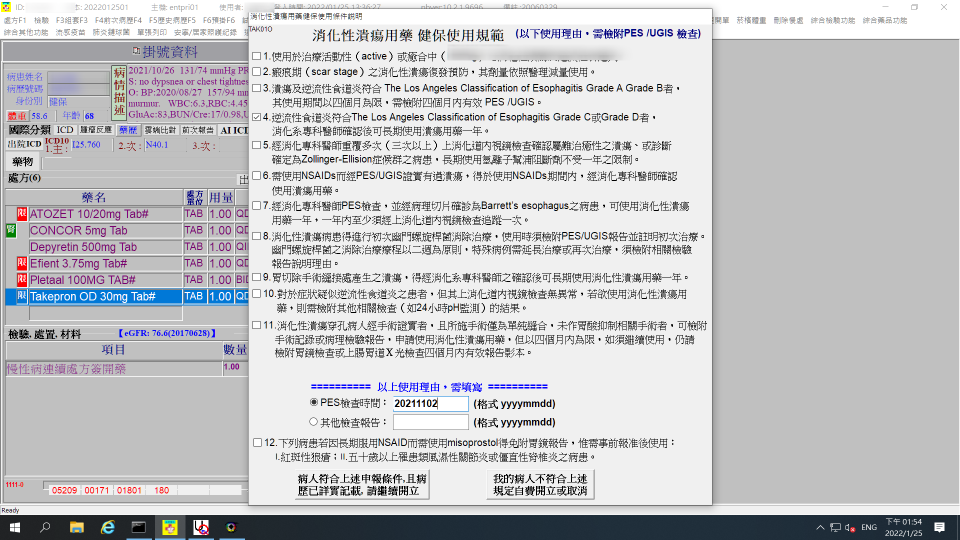 消化性潰瘍用藥健保使用條件說明
ID: 主檔: entpri01 使用者:
處方F1 檢驗 F3組套F3 F4前次病歷F4 F5歷史病歷F5 F6預掛F6
綜合其他功能 流感疫苗 篩炎鏈球菌 單張列印 安寧/居家照護紀錄
菸檔體重 刪除餐處 綜合檢驗功能 綜合藥品功能
掛號資料
病患姓名
病歷號碼
身份別 健保
體重 58.6 年齡 68
病情描述
2021/10/26 131/74 mmHg PR
S: no dypsnea or chest tightness
O: BP:2020/08/27 157/94 mm
murmur. WBC:6.3,RBC:4.45
GluAc:83,BUN/Cre:17/0.98,U
國際分類 ICD 腫瘤反應 藥歷 雲端比對 前次報告 AI ICD
出院ICD ICD10 1.主: I25.760 2.次: N40.1 3.次:
藥物
處方(6)
藥名 處方單位 用量
限 ATOZET 10/20mg Tab# TAB 1.00 QD
腎 CONCOR 5mg Tab TAB 1.00 QD
Depyretin 500mg Tab TAB 1.00 QI
限 Efient 3.75mg Tab# TAB 1.00 QD
限 Pletaal 100MG TAB# TAB 1.00 BID
限 Takepron OD 30mg Tab# TAB 1.00 QD
檢驗, 處置, 材料 【eGFR: 76.6(20170628)】
項目 數量
慢性病連續處方簽開藥 1.00
1111-0
05209 00171 01801 180
Ready
TAK010
消化性潰瘍用藥 健保使用規範 (以下使用理由，需檢附PES /UGIS 檢查)
1.使用於治療活動性（active）或癒合中（
2.瘢痕期（scar stage）之消化性潰瘍復發預防，其劑量依照醫理減量使用。
3.潰瘍及逆流性食道炎符合 The Los Angeles Classification of Esophagitis Grade A Grade B者，
其使用期間以四個月為限，需檢附四個月內有效 PES /UGIS。
4.逆流性食道炎符合The Los Angeles Classification of Esophagitis Grade C或Grade D者，
消化系專科醫師確認後可長期使用潰瘍用藥一年。
5.經消化專科醫師重覆多次（三次以上）上消化道內視鏡檢查確認屬難治癒性之潰瘍、或診斷
確定為Zollinger-Ellision症候群之病患，長期使用氫離子幫浦阻斷劑不受一年之限制。
6.需使用NSAIDs而經PES/UGIS證實有道潰瘍，得於使用NSAIDs期間內，經消化專科醫師確認
使用潰瘍用藥。
7.經消化專科醫師PES檢查，並經病理切片確診為Barrett's esophagus之病患，可使用消化性潰瘍
用藥一年，一年內至少須經上消化道內視鏡檢查追蹤一次。
8.消化性潰瘍病患得進行初次幽門螺旋桿菌消除治療，使用時須檢附PES/UGIS報告並註明初次治療。
幽門螺旋桿菌之消除治療療程以二週為原則，特殊病例需延長治療或再次治療，須檢附相關檢驗
報告說明理由。
9.胃切除手術縫接處產生之潰瘍，得經消化系專科醫師之確認後可長期使用消化性潰瘍用藥一年。
10.對於症狀疑似逆流性食道炎之患者，但其上消化道內視鏡檢查無異常，若欲使用消化性潰瘍用
藥，則需檢附其他相關檢查（如24小時pH監測）的結果。
11.消化性潰瘍穿孔病人經手術證實者，且所施手術僅為單純縫合，未作胃酸抑制相關手術者，可檢附
手術記錄或病理檢驗報告，申請使用消化性潰瘍用藥，但以四個月內為限，如須繼續使用，仍請
檢附胃鏡檢查或上腸胃道Ｘ光檢查四個月內有效報告影本。
========== 以上使用理由，需填寫 ==========
PES檢查時間： 20211102 (格式 yyyymmdd)
其他檢查報告： (格式 yyyymmdd)
12.下列病患若因長期服用NSAID而需使用misoprostol得免附胃鏡報告，惟需事前報准後使用：
I.紅斑性狼瘡；II.五十歲以上罹患類風濕性關節炎或僵直性脊椎炎之病患。
病人符合上述申報條件,且病歷已詳實記載, 請繼續開立
我的病人不符合上述規定自費開立或取消
ENG 下午 01:54
2022/1/25